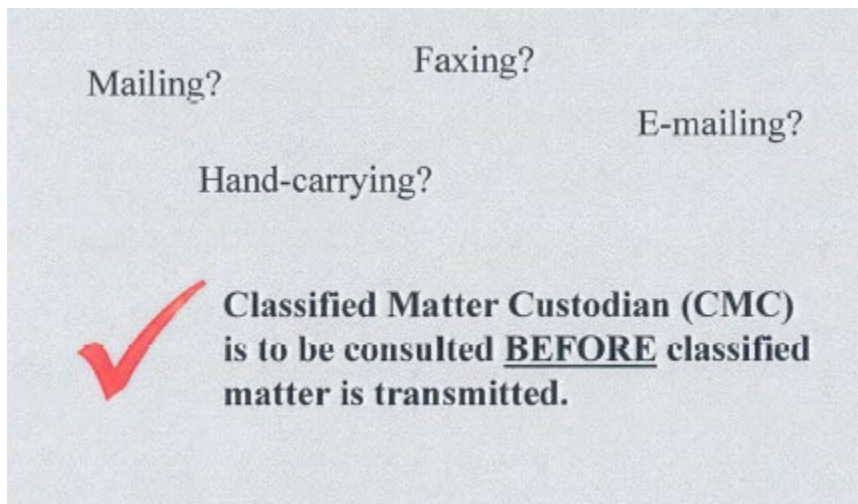 Faxing?
Mailing?
E-mailing?
Hand-carrying?
Classified Matter Custodian (CMC)
is to be consulted BEFORE classified
matter is transmitted.